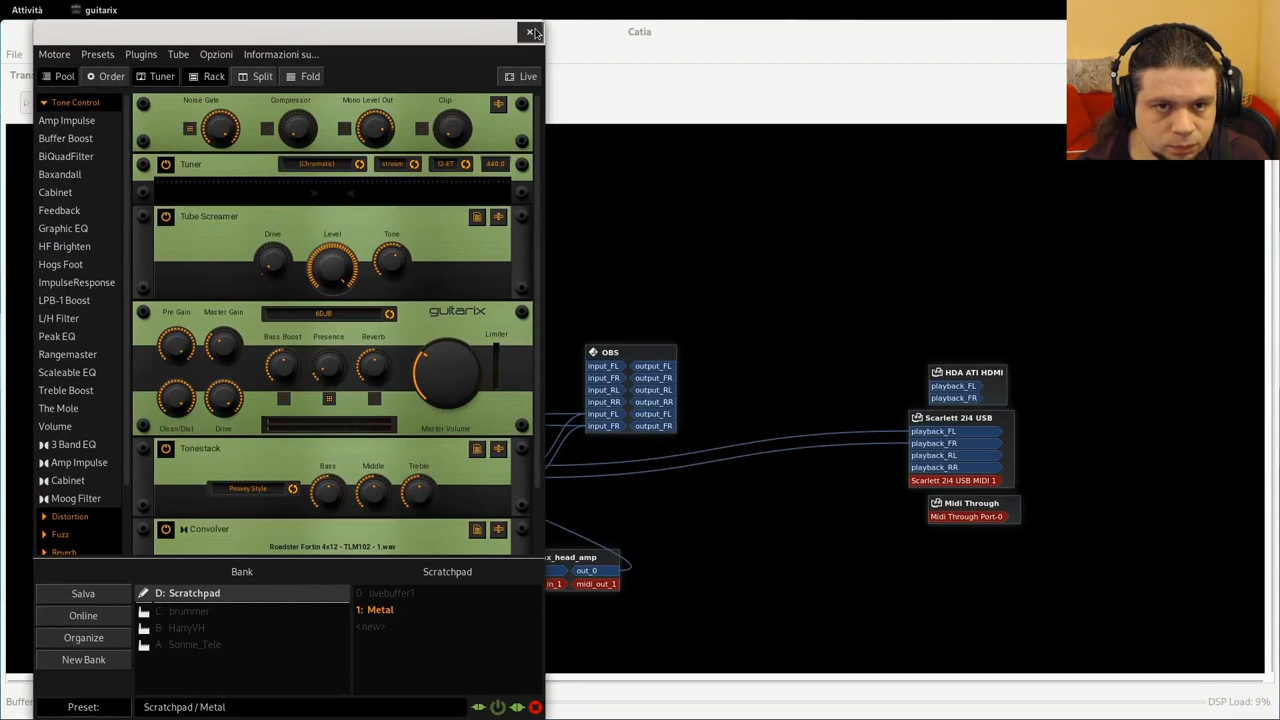 Attività guitarix
Catia
File
Motore Presets Plugins Tube Opzioni Informazioni su...
Pool Order Tuner Rack Split Fold Live
Tone Control
Amp Impulse
Buffer Boost
BiQuadFilter
Baxandall
Cabinet
Feedback
Graphic EQ
HF Brighten
Hogs Foot
ImpulseResponse
LPB-1 Boost
L/H Filter
Peak EQ
Rangemaster
Scaleable EQ
Treble Boost
The Mole
Volume
3 Band EQ
Amp Impulse
Cabinet
Moog Filter
Distortion
Fuzz
Reverb
Noise Gate Compressor Mono Level Out Clip
Tuner (Chromatic) stream 12-ET 440.0
Tube Screamer
Drive Level Tone
Pre Gain Master Gain 6DJ8 guitarix
Bass Boost Presence Reverb Limiter
Clean/Dist Drive Master Volume
Tonestack
Bass Middle Treble
Peavey Style
Convolver
Roadster Fortin 4x12 - TLM102 - 1.wav
Bank Scratchpad
Salva
Online
Organize
New Bank
D: Scratchpad
C: brummer
B: HarryVH
A: Sonnie_Tele
0: livebuffer1
1: Metal
<new>
Preset: Scratchpad / Metal
OBS
input_FL output_FL
input_FR output_FR
input_RL output_RL
input_RR output_RR
input_FL output_FL
input_FR output_FR
HDA ATI HDMI
playback_FL
playback_FR
Scarlett 2i4 USB
playback_FL
playback_FR
playback_RL
playback_RR
Scarlett 2i4 USB MIDI 1
Midi Through
Midi Through Port-0
x_head_amp
out_0
in_1 midi_out_1
DSP Load: 9%